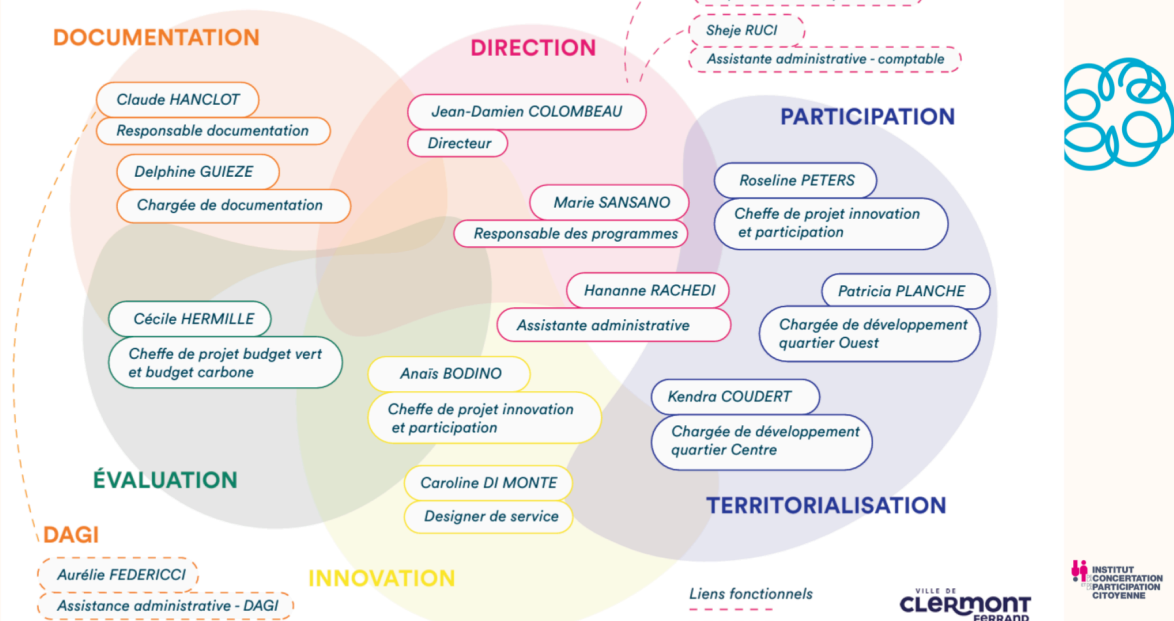 DOCUMENTATION
Claude HANCLOT
Responsable documentation
Delphine GUIEZE
Chargée de documentation
DIRECTION
Jean-Damien COLOMBEAU
Directeur
Marie SANSANO
Responsable des programmes
Hananne RACHEDI
Assistante administrative
Sheje RUCI
Assistante administrative - comptable
PARTICIPATION
Roseline PETERS
Cheffe de projet innovation
et participation
Patricia PLANCHE
Chargée de développement
quartier Ouest
Kendra COUDERT
Chargée de développement
quartier Centre
TERRITORIALISATION
Cécile HERMILLE
Cheffe de projet budget vert
et budget carbone
ÉVALUATION
Anaïs BODINO
Cheffe de projet innovation
et participation
Caroline DI MONTE
Designer de service
INNOVATION
DAGI
Aurélie FEDERICCI
Assistance administrative - DAGI
Liens fonctionnels
VILLE DE
CLERMONT
FERRAND
INSTITUT
DE CONCERTATION
ET DE PARTICIPATION
CITOYENNE